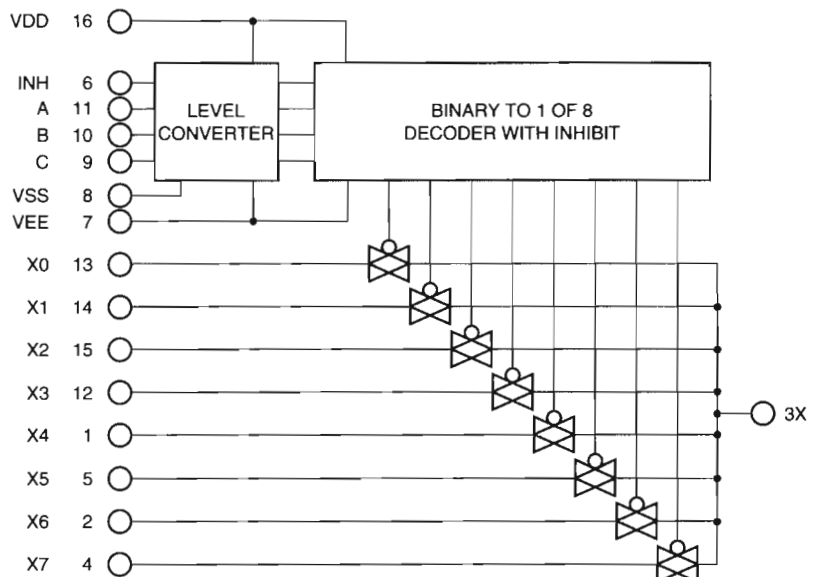 VDD 16
INH 6
A 11
B 10
C 9
VSS 8
VEE 7
LEVEL
CONVERTER
BINARY TO 1 OF 8
DECODER WITH INHIBIT
X0 13
X1 14
X2 15
X3 12
X4 1
X5 5
X6 2
X7 4
3X